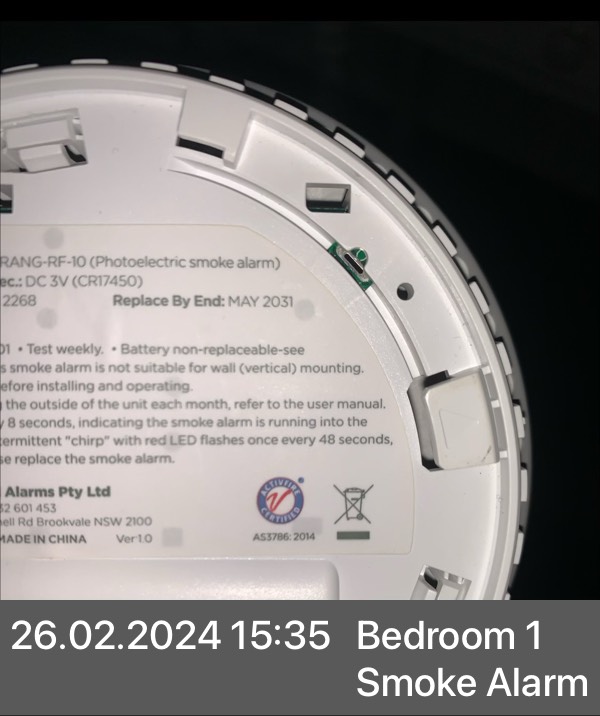 RANG-RF-10 (Photoelectric smoke alarm)
ec.: DC 3V (CR17450)
2268 Replace By End: MAY 2031
01 • Test weekly. • Battery non-replaceable-see
s smoke alarm is not suitable for wall (vertical) mounting.
efore installing and operating.
the outside of the unit each month, refer to the user manual.
y 8 seconds, indicating the smoke alarm is running into the
ermittent "chirp" with red LED flashes once every 48 seconds,
se replace the smoke alarm.
Alarms Pty Ltd
32 601 453
ell Rd Brookvale NSW 2100
MADE IN CHINA Ver1.0
ACTIVFIRE
CERTIFIED
AS3786: 2014
26.02.2024 15:35 Bedroom 1
Smoke Alarm